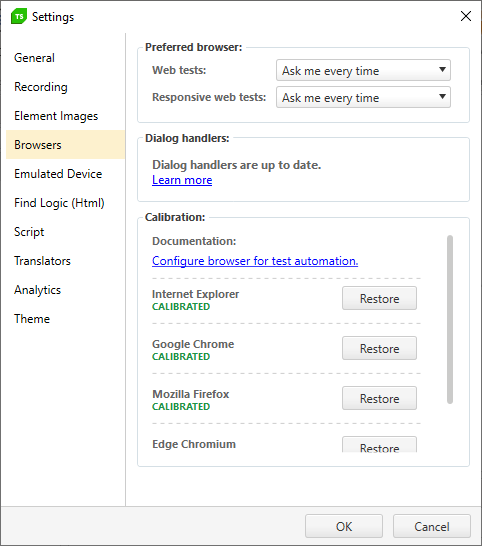 TS Settings
General
Recording
Element Images
Browsers
Emulated Device
Find Logic (Html)
Script
Translators
Analytics
Theme
Preferred browser:
Web tests: Ask me every time
Responsive web tests: Ask me every time
Dialog handlers:
Dialog handlers are up to date.
Learn more
Calibration:
Documentation:
Configure browser for test automation.
Internet Explorer
CALIBRATED
Restore
Google Chrome
CALIBRATED
Restore
Mozilla Firefox
CALIBRATED
Restore
Edge Chromium
Restore
OK
Cancel